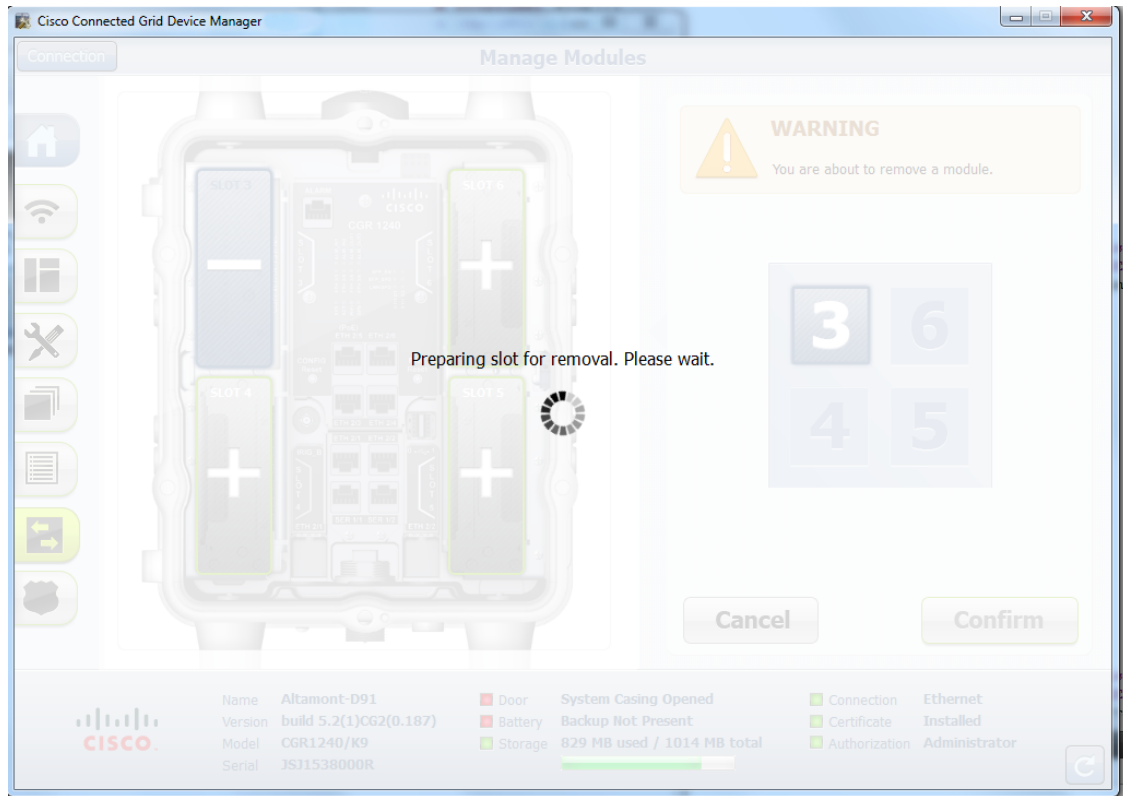 Cisco Connected Grid Device Manager
Connection
Manage Modules
WARNING
You are about to remove a module.
SLOT 3
SLOT 6
ALARM
CISCO
CGR 1240
3
6
Preparing slot for removal. Please wait.
SLOT 4
SLOT 5
4
5
Cancel
Confirm
Name Altamont-D91
Door System Casing Opened
Connection Ethernet
Version build 5.2(1)CG2(0.187)
Battery Backup Not Present
Certificate Installed
Model CGR1240/K9
Storage 829 MB used / 1014 MB total
Authorization Administrator
Serial JSJ1538000R
CISCO.